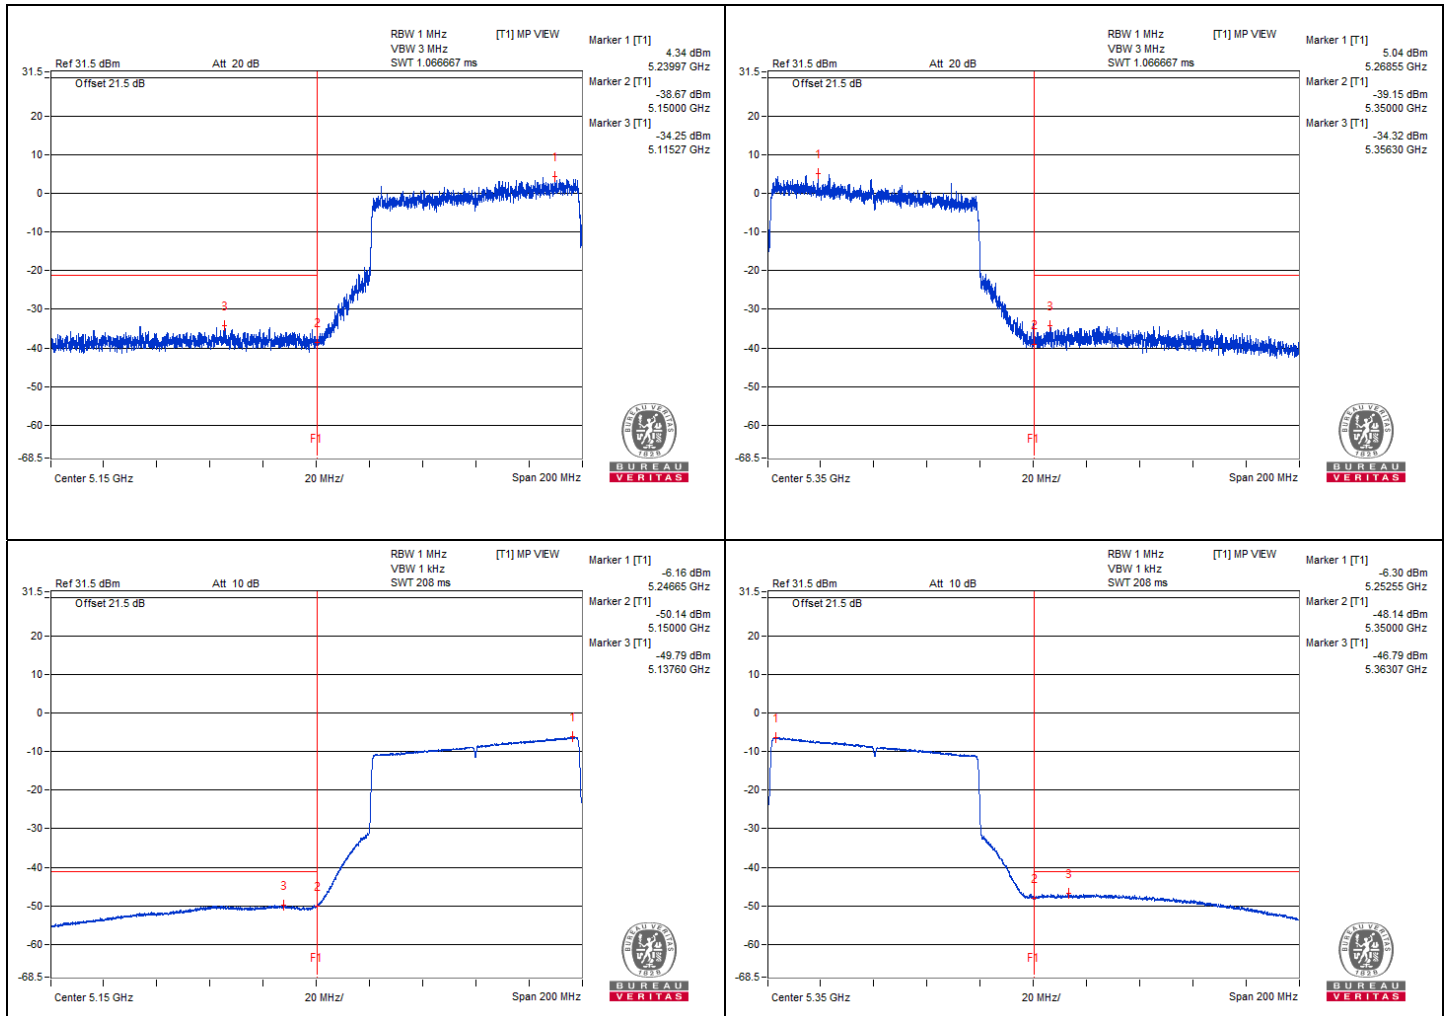 RBW 1 MHz [T1] MP VIEW
VBW 3 MHz
Ref 31.5 dBm Att 20 dB SWT 1.066667 ms
Offset 21.5 dB
Marker 1 [T1]
4.34 dBm
5.23997 GHz
Marker 2 [T1]
-38.67 dBm
5.15000 GHz
Marker 3 [T1]
-34.25 dBm
5.11527 GHz
31.5
20
10
0
-10
-20
-30
-40
-50
-60
-68.5
1
3
2
F1
Center 5.15 GHz 20 MHz/ Span 200 MHz
BUREAU VERITAS
1828
BUREAU
VERITAS
RBW 1 MHz [T1] MP VIEW
VBW 3 MHz
Ref 31.5 dBm Att 20 dB SWT 1.066667 ms
Offset 21.5 dB
Marker 1 [T1]
5.04 dBm
5.26855 GHz
Marker 2 [T1]
-39.15 dBm
5.35000 GHz
Marker 3 [T1]
-34.32 dBm
5.35630 GHz
31.5
20
10
0
-10
-20
-30
-40
-50
-60
-68.5
1
2
3
F1
Center 5.35 GHz 20 MHz/ Span 200 MHz
BUREAU VERITAS
1828
BUREAU
VERITAS
RBW 1 MHz [T1] MP VIEW
VBW 1 kHz
Ref 31.5 dBm Att 10 dB SWT 208 ms
Offset 21.5 dB
Marker 1 [T1]
-6.16 dBm
5.24665 GHz
Marker 2 [T1]
-50.14 dBm
5.15000 GHz
Marker 3 [T1]
-49.79 dBm
5.13760 GHz
31.5
20
10
0
-10
-20
-30
-40
-50
-60
-68.5
1
3
2
F1
Center 5.15 GHz 20 MHz/ Span 200 MHz
BUREAU VERITAS
1828
BUREAU
VERITAS
RBW 1 MHz [T1] MP VIEW
VBW 1 kHz
Ref 31.5 dBm Att 10 dB SWT 208 ms
Offset 21.5 dB
Marker 1 [T1]
-6.30 dBm
5.25255 GHz
Marker 2 [T1]
-48.14 dBm
5.35000 GHz
Marker 3 [T1]
-46.79 dBm
5.36307 GHz
31.5
20
10
0
-10
-20
-30
-40
-50
-60
-68.5
1
2
3
F1
Center 5.35 GHz 20 MHz/ Span 200 MHz
BUREAU VERITAS
1828
BUREAU
VERITAS